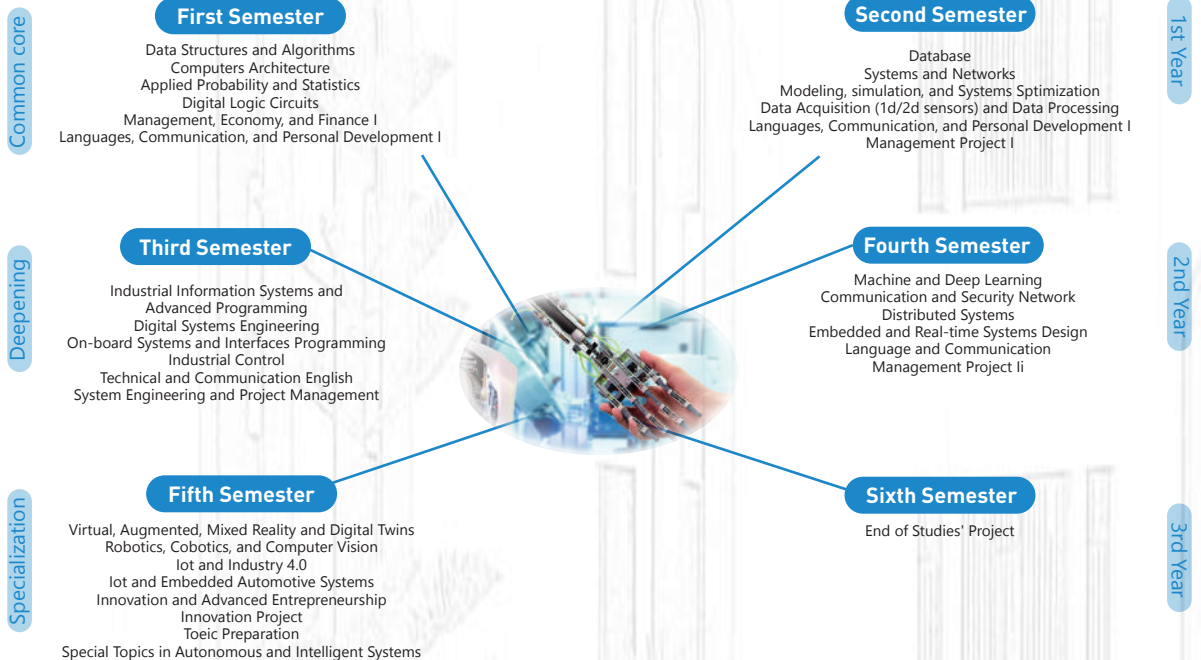 Common core
First Semester
Data Structures and Algorithms
Computers Architecture
Applied Probability and Statistics
Digital Logic Circuits
Management, Economy, and Finance I
Languages, Communication, and Personal Development I
Second Semester
Database
Systems and Networks
Modeling, simulation, and Systems Sptimization
Data Acquisition (1d/2d sensors) and Data Processing
Languages, Communication, and Personal Development I
Management Project I
1st Year
Deepening
Third Semester
Industrial Information Systems and
Advanced Programming
Digital Systems Engineering
On-board Systems and Interfaces Programming
Industrial Control
Technical and Communication English
System Engineering and Project Management
Fourth Semester
Machine and Deep Learning
Communication and Security Network
Distributed Systems
Embedded and Real-time Systems Design
Language and Communication
Management Project Ii
2nd Year
Specialization
Fifth Semester
Virtual, Augmented, Mixed Reality and Digital Twins
Robotics, Cobotics, and Computer Vision
Iot and Industry 4.0
Iot and Embedded Automotive Systems
Innovation and Advanced Entrepreneurship
Innovation Project
Toeic Preparation
Special Topics in Autonomous and Intelligent Systems
Sixth Semester
End of Studies' Project
3rd Year